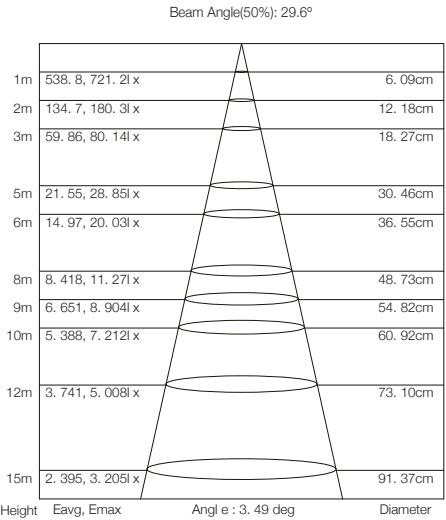 Beam Angle(50%): 29.6°
1m 538. 8, 721. 2l x 6. 09cm
2m 134. 7, 180. 3l x 12. 18cm
3m 59. 86, 80. 14l x 18. 27cm
5m 21. 55, 28. 85l x 30. 46cm
6m 14. 97, 20. 03l x 36. 55cm
8m 8. 418, 11. 27l x 48. 73cm
9m 6. 651, 8. 904l x 54. 82cm
10m 5. 388, 7. 212l x 60. 92cm
12m 3. 741, 5. 008l x 73. 10cm
15m 2. 395, 3. 205l x 91. 37cm
Height Eavg, Emax Angl e : 3. 49 deg Diameter